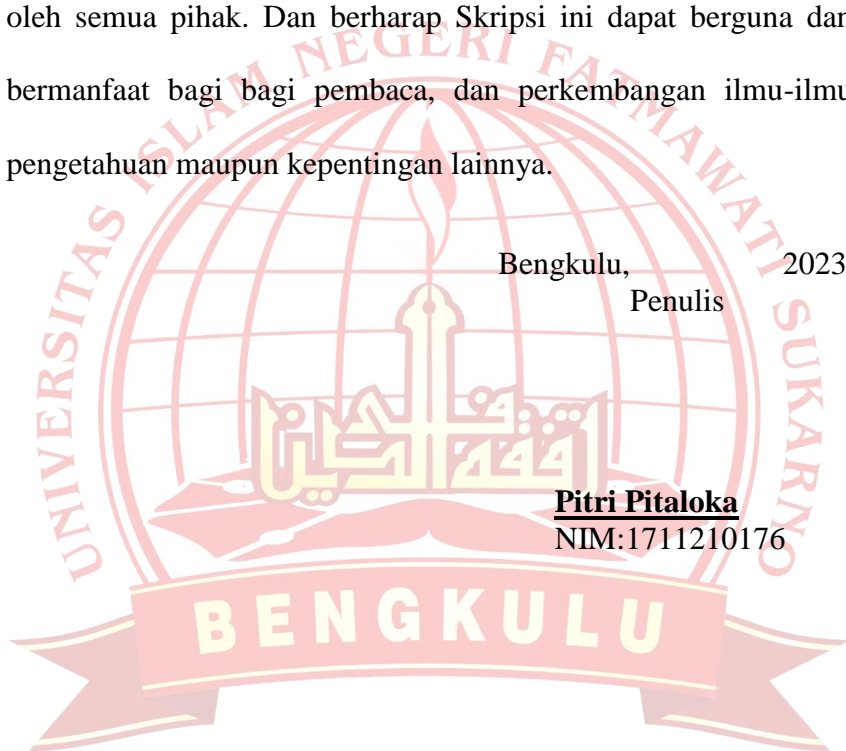 oleh semua pihak. Dan berharap Skripsi ini dapat berguna dan
bermanfaat bagi bagi pembaca, dan perkembangan ilmu-ilmu
pengetahuan maupun kepentingan lainnya.
Bengkulu, 2023
Penulis
Pitri Pitaloka
NIM:1711210176
UNIVERSITAS ISLAM NEGERI FATMAWATI SUKARNO
BENGKULU